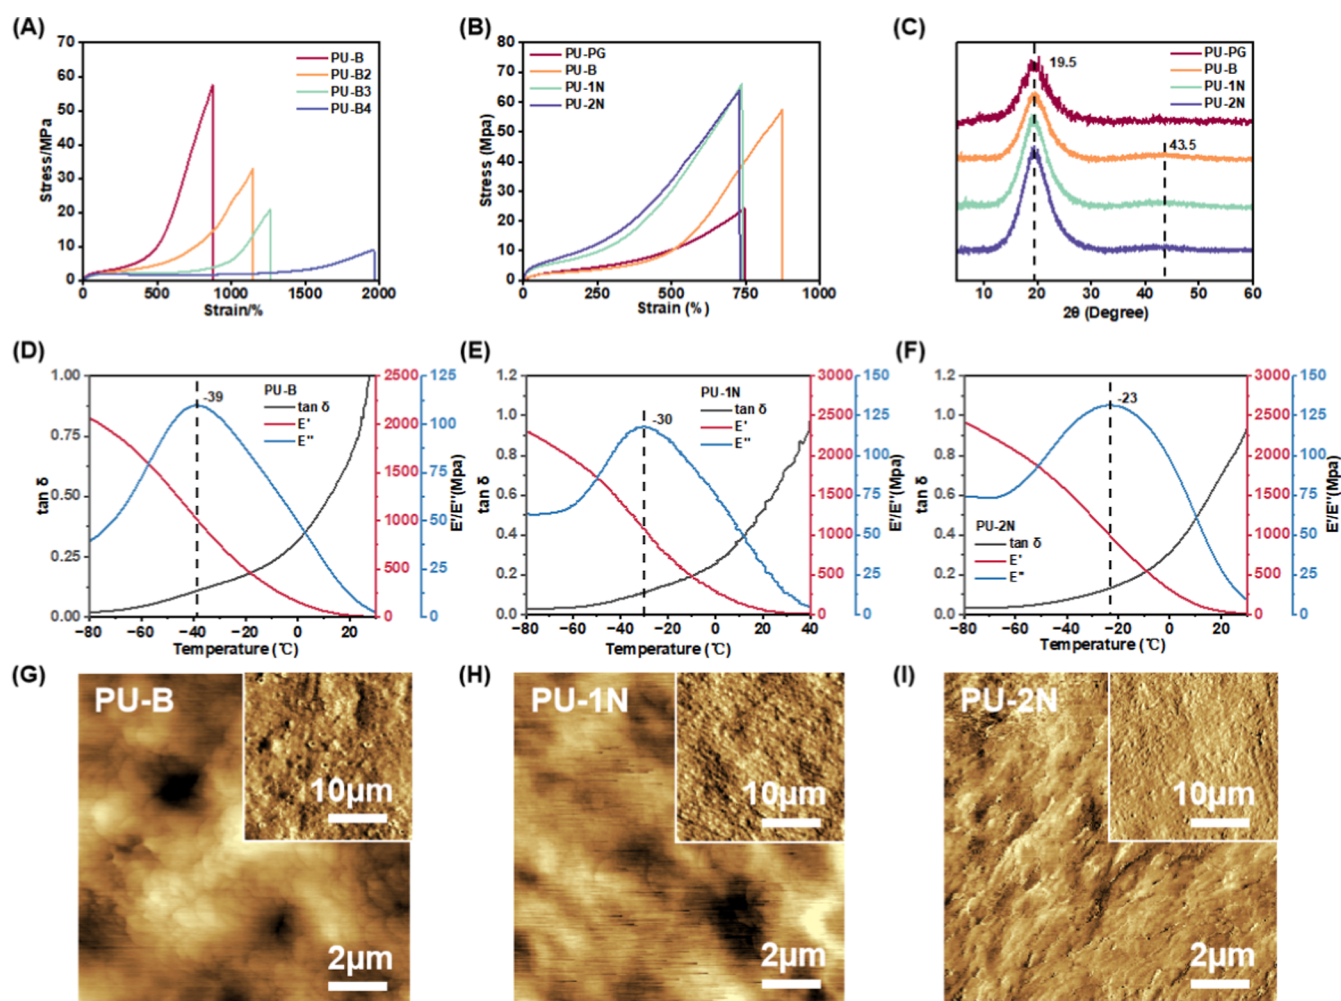 (A)
70
60
50
40
30
20
10
0
Stress/MPa
PU-B
PU-B2
PU-B3
PU-B4
0
500
1000
1500
2000
Strain/%
(B)
80
70
60
50
40
30
20
10
0
Stress (Mpa)
PU-PG
PU-B
PU-1N
PU-2N
0
250
500
750
1000
Strain (%)
(C)
PU-PG
PU-B
PU-1N
PU-2N
19.5
43.5
10
20
30
40
50
60
2θ (Degree)
(D)
1.00
0.75
0.50
0.25
0.00
tan δ
-39
PU-B
tan δ
E'
E''
2500
2000
1500
1000
500
0
125
100
75
50
25
0
E'/E''(Mpa)
−80
−60
−40
−20
0
20
Temperature (℃)
(E)
1.2
1.0
0.8
0.6
0.4
0.2
0.0
tan δ
-30
PU-1N
tan δ
E'
E''
3000
2500
2000
1500
1000
500
0
150
125
100
75
50
25
0
E'/E''(Mpa)
−80
−60
−40
−20
0
20
40
Temperature (℃)
(F)
1.2
1.0
0.8
0.6
0.4
0.2
0.0
tan δ
-23
PU-2N
tan δ
E'
E''
3000
2500
2000
1500
1000
500
0
150
125
100
75
50
25
0
E'/E''(Mpa)
−80
−60
−40
−20
0
20
Temperature (℃)
(G)
PU-B
10μm
2μm
(H)
PU-1N
10μm
2μm
(I)
PU-2N
10μm
2μm